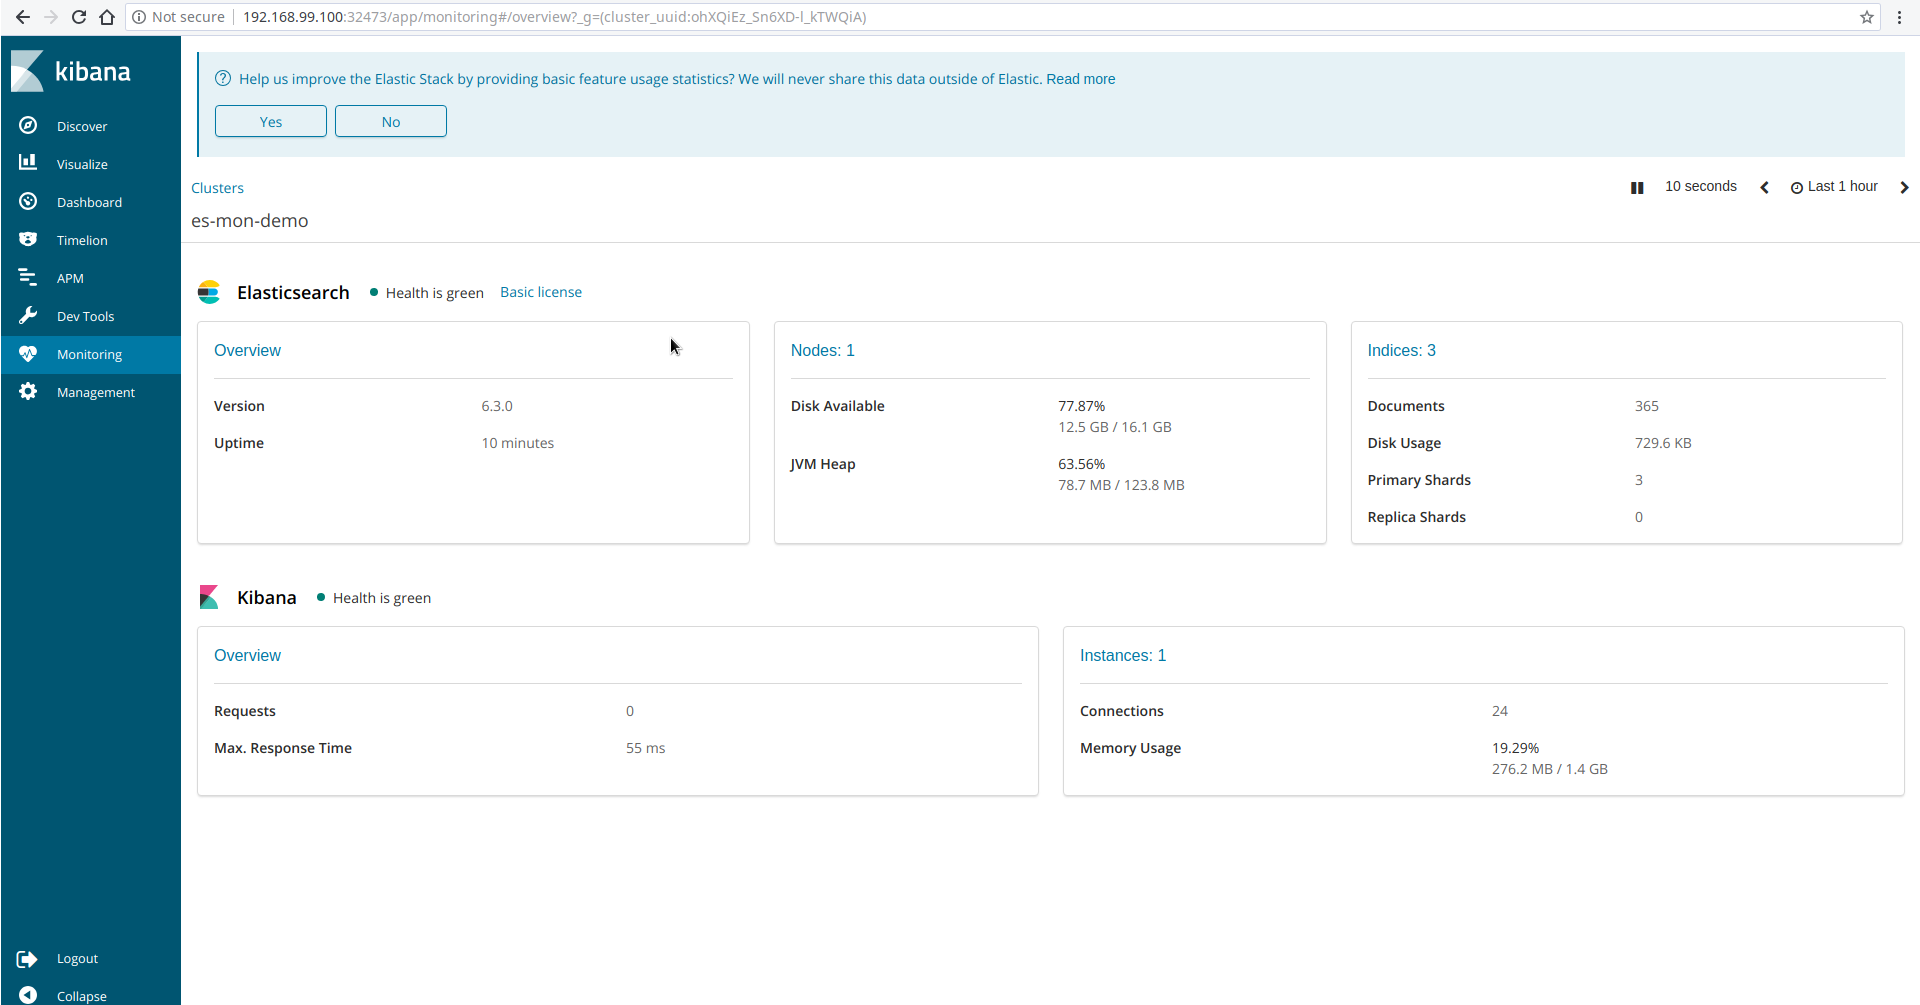 Not secure 192.168.99.100:32473/app/monitoring#/overview?_g=(cluster_uuid:ohXQiEz_Sn6XD-l_kTWQiA)
kibana
Discover
Visualize
Dashboard
Timelion
APM
Dev Tools
Monitoring
Management
Logout
Collapse
Help us improve the Elastic Stack by providing basic feature usage statistics? We will never share this data outside of Elastic. Read more
Yes No
Clusters
10 seconds Last 1 hour
es-mon-demo
Elasticsearch Health is green Basic license
Overview
Version 6.3.0
Uptime 10 minutes
Nodes: 1
Disk Available 77.87%
12.5 GB / 16.1 GB
JVM Heap 63.56%
78.7 MB / 123.8 MB
Indices: 3
Documents 365
Disk Usage 729.6 KB
Primary Shards 3
Replica Shards 0
Kibana Health is green
Overview
Requests 0
Max. Response Time 55 ms
Instances: 1
Connections 24
Memory Usage 19.29%
276.2 MB / 1.4 GB